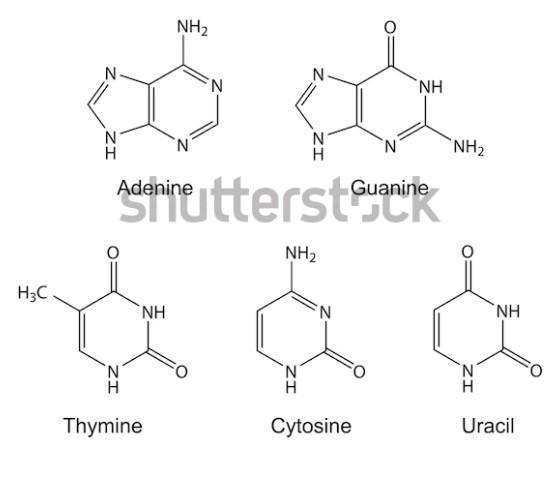 NH₂
O
N
N
N
NH
N
H
N
N
H
N
NH₂
Adenine
Guanine
shutterstock
O
NH₂
O
H₃C
NH
N
NH
N
H
O
N
H
O
N
H
O
Thymine
Cytosine
Uracil